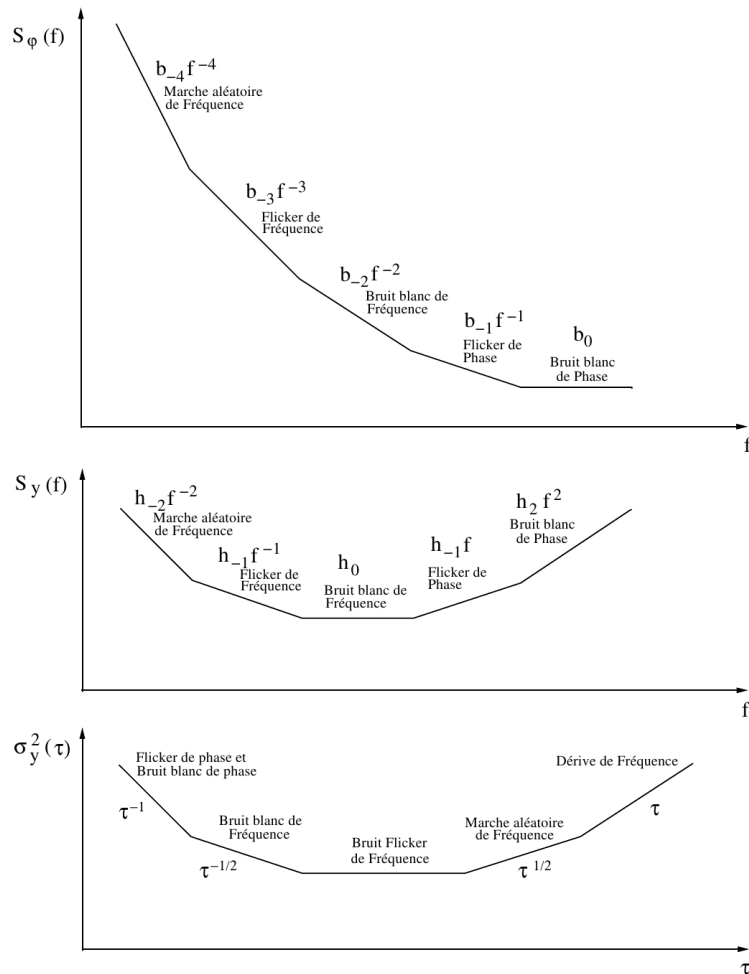 S_φ (f)
b_−4 f^−4
Marche aléatoire
de Fréquence
b_−3 f^−3
Flicker de
Fréquence
b_−2 f^−2
Bruit blanc de
Fréquence
b_−1 f^−1
Flicker de
Phase
b_0
Bruit blanc
de Phase
f
S_y (f)
h_−2 f^−2
Marche aléatoire
de Fréquence
h_−1 f^−1
Flicker de
Fréquence
h_0
Bruit blanc de
Fréquence
h_−1 f
Flicker de
Phase
h_2 f^2
Bruit blanc
de Phase
f
σ_y^2 (τ)
Flicker de phase et
Bruit blanc de phase
τ^−1
Bruit blanc de
Fréquence
τ^−1/2
Bruit Flicker
de Fréquence
Marche aléatoire
de Fréquence
τ^1/2
Dérive de Fréquence
τ
τ